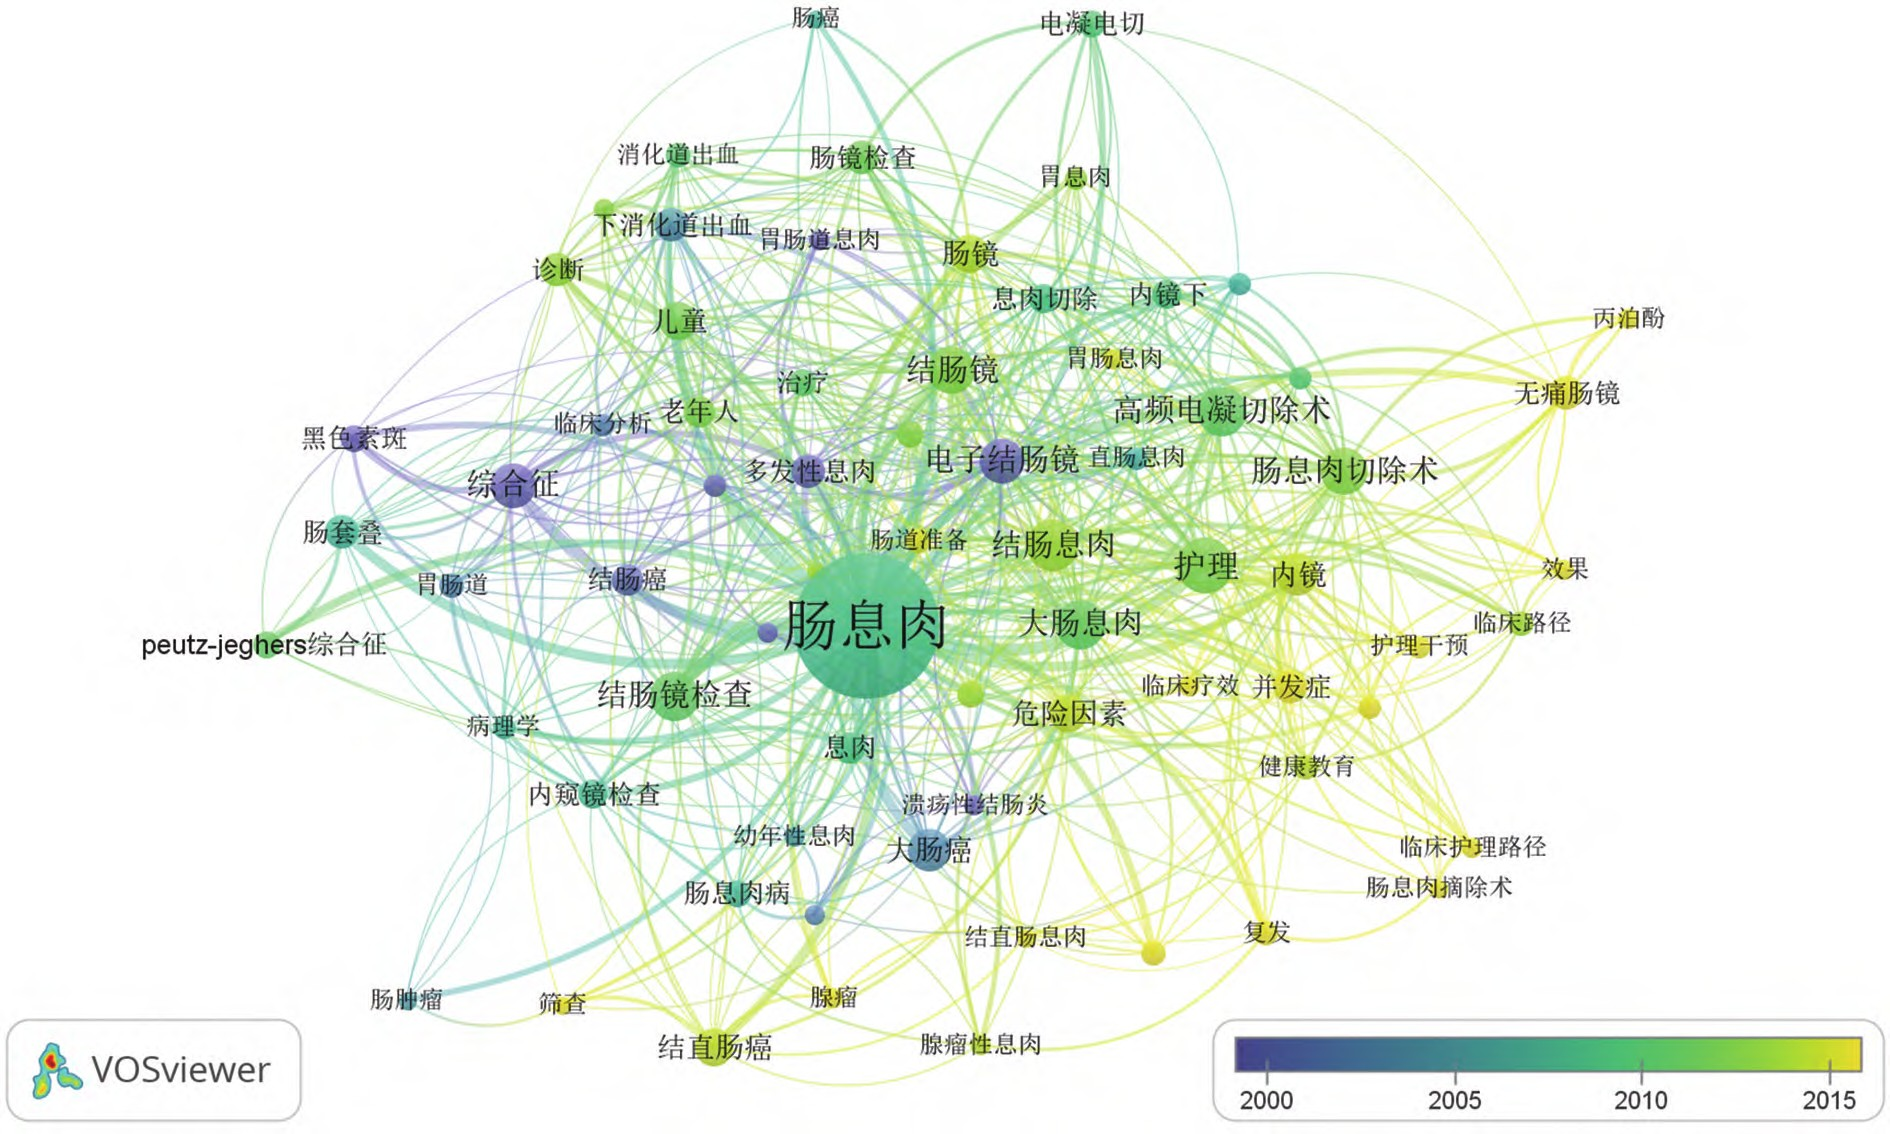 肠癌
电凝电切
消化道出血
肠镜检查
胃息肉
下消化道出血
胃肠道息肉
肠镜
诊断
息肉切除
内镜下
丙泊酚
儿童
胃肠息肉
结肠镜
治疗
无痛肠镜
高频电凝切除术
老年人
临床分析
黑色素斑
电子结肠镜
直肠息肉
多发性息肉
肠息肉切除术
综合征
肠套叠
肠道准备
结肠息肉
护理
内镜
效果
胃肠道
结肠癌
肠息肉
大肠息肉
临床路径
peutz-jeghers综合征
护理干预
临床疗效
并发症
结肠镜检查
危险因素
病理学
息肉
健康教育
内窥镜检查
溃疡性结肠炎
幼年性息肉
大肠癌
临床护理路径
肠息肉病
肠息肉摘除术
结直肠息肉
复发
肠肿瘤
筛查
腺瘤
结直肠癌
腺瘤性息肉
VOSviewer
2000
2005
2010
2015